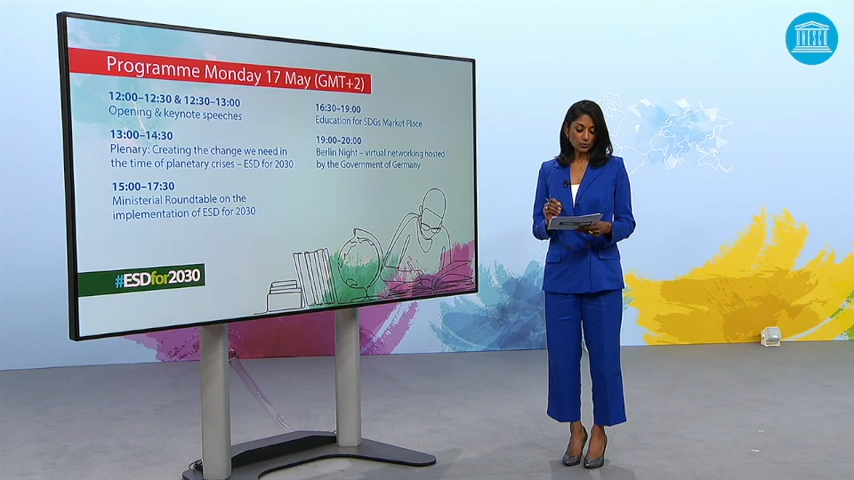 UNESCO
Programme Monday 17 May (GMT+2)
12:00–12:30 & 12:30–13:00
Opening & keynote speeches
13:00–14:30
Plenary: Creating the change we need in
the time of planetary crises – ESD for 2030
15:00–17:30
Ministerial Roundtable on the
implementation of ESD for 2030
16:30–19:00
Education for SDGs Market Place
19:00–20:00
Berlin Night – virtual networking hosted
by the Government of Germany
#ESDfor2030